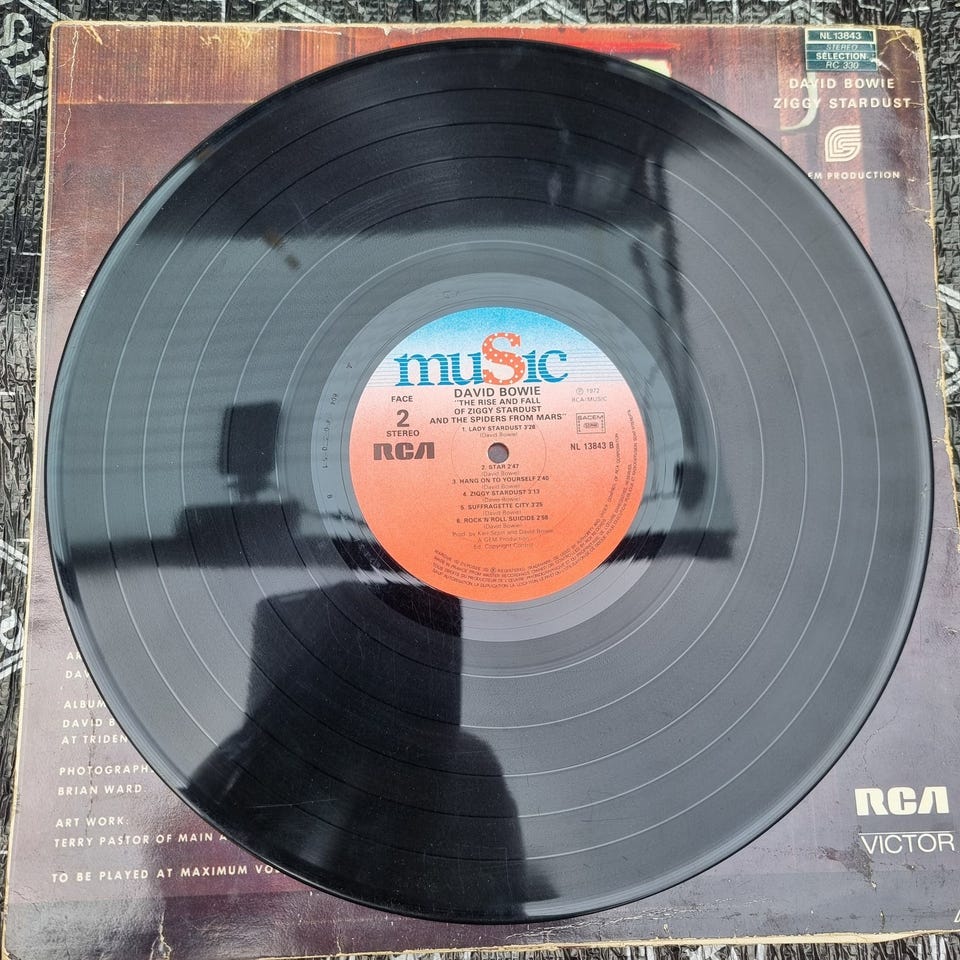 NL 13843
STEREO
SÉLECTION
RC 330
DAVID BOWIE
ZIGGY STARDUST
EM PRODUCTION
music
DAVID BOWIE
"THE RISE AND FALL
OF ZIGGY STARDUST
AND THE SPIDERS FROM MARS"
FACE
2
STEREO
RCA
℗ 1972
RCA/MUSIC
SACEM
NL 13843 B
1. LADY STARDUST 3'28
(David Bowie)
2. STAR 2'47
(David Bowie)
3. HANG ON TO YOURSELF 2'40
(David Bowie)
4. ZIGGY STARDUST 3'13
(David Bowie)
5. SUFFRAGETTE CITY 3'25
(David Bowie)
6. ROCK'N'ROLL SUICIDE 2'58
(David Bowie)
Prod. by Ken Scott and David Bowie
A GEM Production
Ed. Copyright Control
ALBUM
DAVID B
AT TRIDEN
PHOTOGRAPH
BRIAN WARD.
ART WORK:
TERRY PASTOR OF MAIN A
TO BE PLAYED AT MAXIMUM VO
RCA
VICTOR